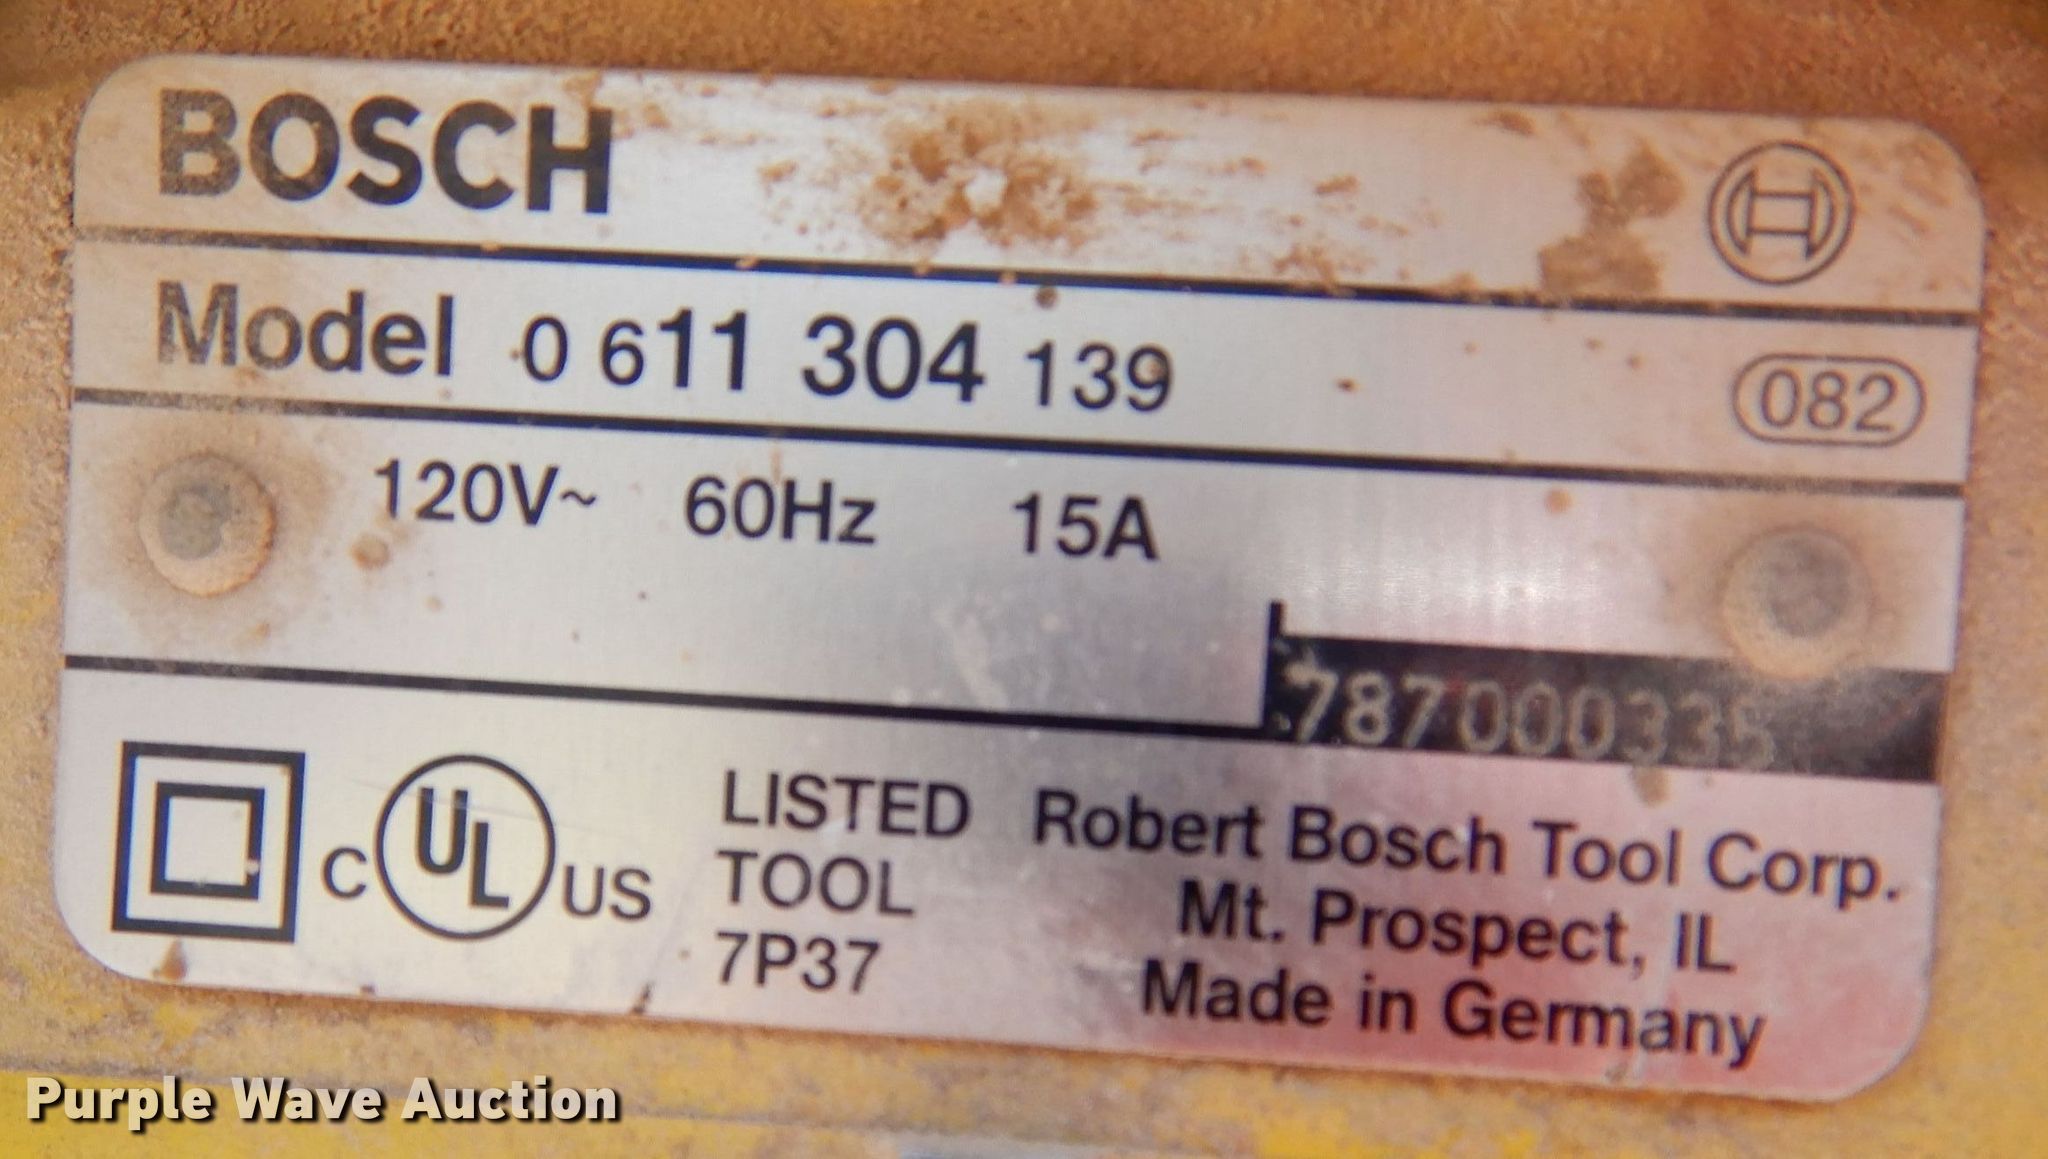 BOSCH
Model 0 611 304 139
082
120V~ 60Hz 15A
787000335
C UL US
LISTED
TOOL
7P37
Robert Bosch Tool Corp.
Mt. Prospect, IL
Made in Germany
Purple Wave Auction